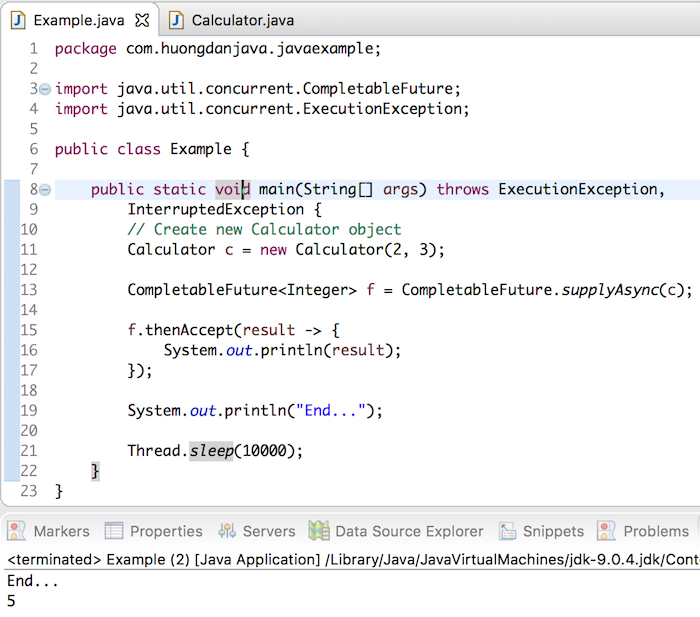 Example.java Calculator.java
1 package com.huongdanjava.javaexample;
2
3 import java.util.concurrent.CompletableFuture;
4 import java.util.concurrent.ExecutionException;
5
6 public class Example {
7
8 public static void main(String[] args) throws ExecutionException,
9 InterruptedException {
10 // Create new Calculator object
11 Calculator c = new Calculator(2, 3);
12
13 CompletableFuture<Integer> f = CompletableFuture.supplyAsync(c);
14
15 f.thenAccept(result -> {
16 System.out.println(result);
17 });
18
19 System.out.println("End...");
20
21 Thread.sleep(10000);
22 }
23 }
Markers Properties Servers Data Source Explorer Snippets Problems
<terminated> Example (2) [Java Application] /Library/Java/JavaVirtualMachines/jdk-9.0.4.jdk/Cont
End...
5